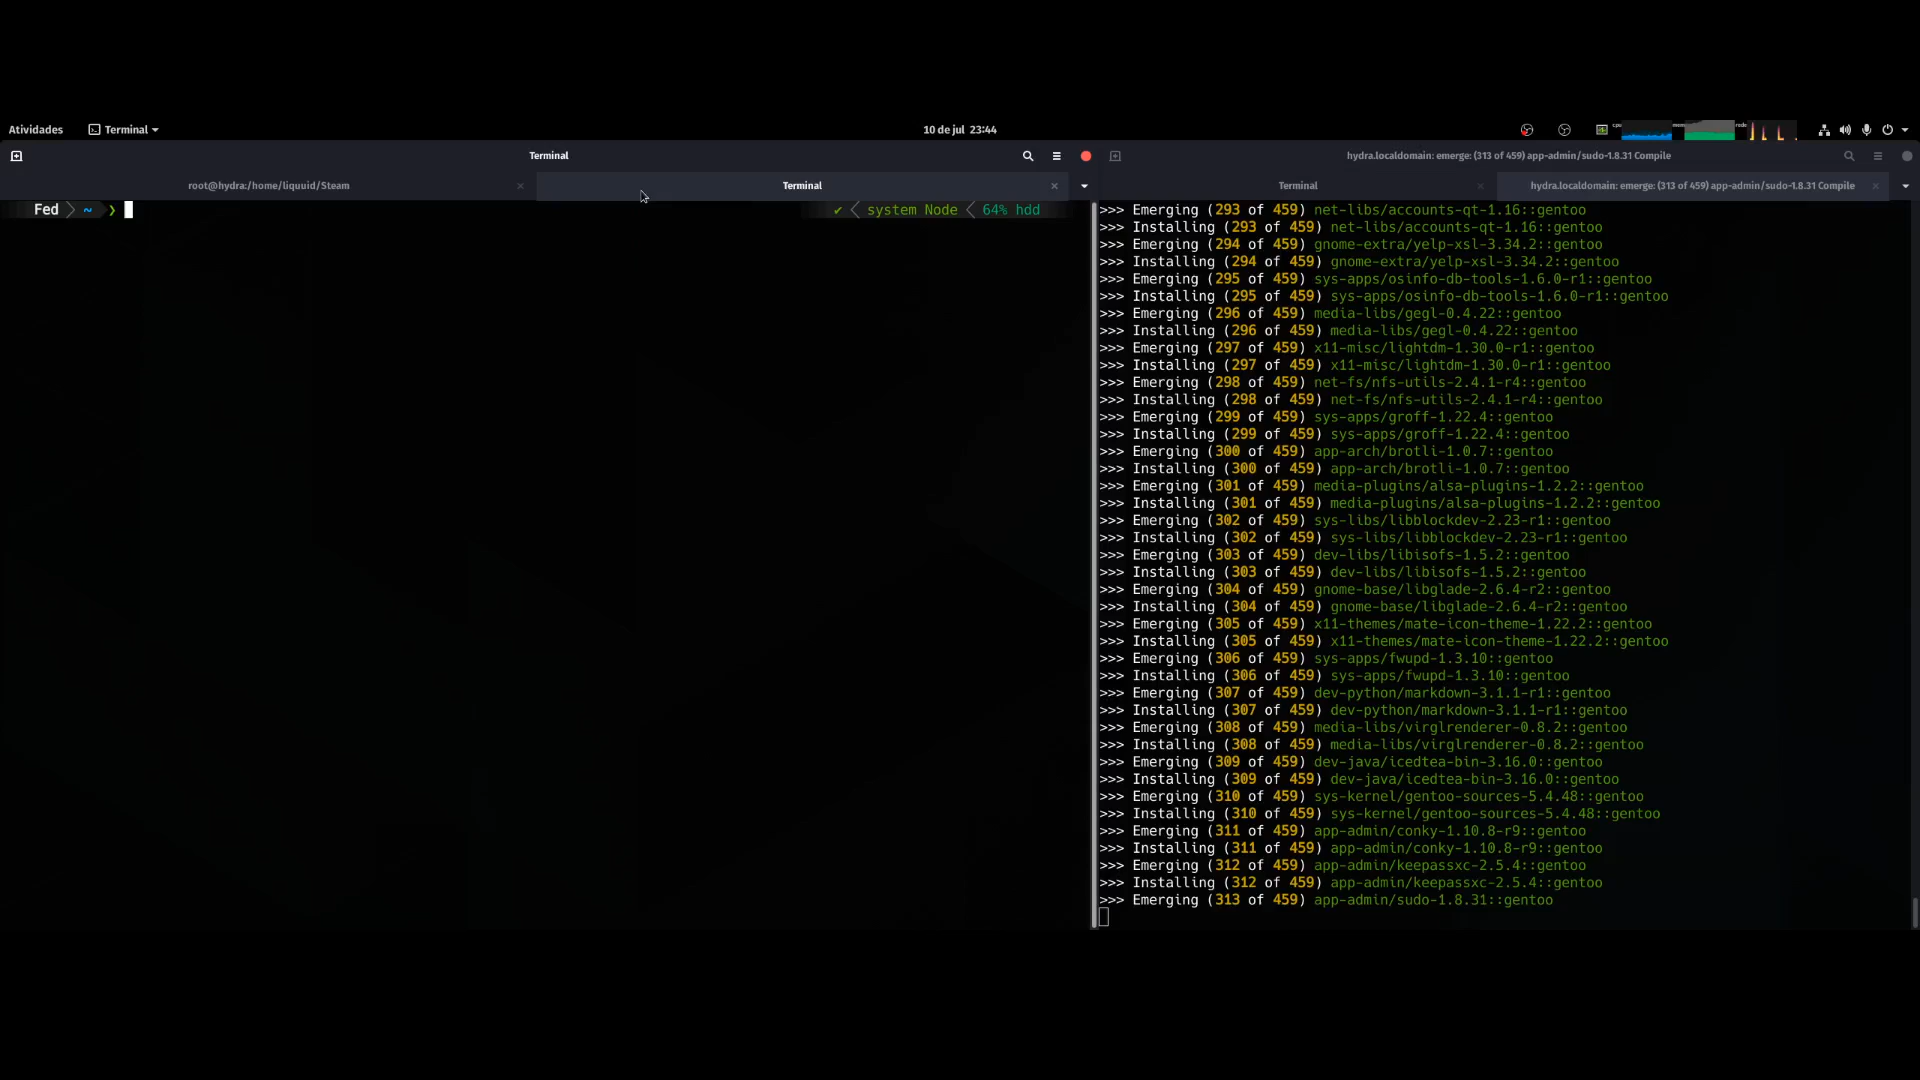 Atividades Terminal 10 de jul 23:44
Terminal
root@hydra:/home/liquuid/Steam Terminal
Fed ~ ✔ system Node 64% hdd
hydra.localdomain: emerge: (313 of 459) app-admin/sudo-1.8.31 Compile
Terminal hydra.localdomain: emerge: (313 of 459) app-admin/sudo-1.8.31 Compile
>>> Emerging (293 of 459) net-libs/accounts-qt-1.16::gentoo
>>> Installing (293 of 459) net-libs/accounts-qt-1.16::gentoo
>>> Emerging (294 of 459) gnome-extra/yelp-xsl-3.34.2::gentoo
>>> Installing (294 of 459) gnome-extra/yelp-xsl-3.34.2::gentoo
>>> Emerging (295 of 459) sys-apps/osinfo-db-tools-1.6.0-r1::gentoo
>>> Installing (295 of 459) sys-apps/osinfo-db-tools-1.6.0-r1::gentoo
>>> Emerging (296 of 459) media-libs/gegl-0.4.22::gentoo
>>> Installing (296 of 459) media-libs/gegl-0.4.22::gentoo
>>> Emerging (297 of 459) x11-misc/lightdm-1.30.0-r1::gentoo
>>> Installing (297 of 459) x11-misc/lightdm-1.30.0-r1::gentoo
>>> Emerging (298 of 459) net-fs/nfs-utils-2.4.1-r4::gentoo
>>> Installing (298 of 459) net-fs/nfs-utils-2.4.1-r4::gentoo
>>> Emerging (299 of 459) sys-apps/groff-1.22.4::gentoo
>>> Installing (299 of 459) sys-apps/groff-1.22.4::gentoo
>>> Emerging (300 of 459) app-arch/brotli-1.0.7::gentoo
>>> Installing (300 of 459) app-arch/brotli-1.0.7::gentoo
>>> Emerging (301 of 459) media-plugins/alsa-plugins-1.2.2::gentoo
>>> Installing (301 of 459) media-plugins/alsa-plugins-1.2.2::gentoo
>>> Emerging (302 of 459) sys-libs/libblockdev-2.23-r1::gentoo
>>> Installing (302 of 459) sys-libs/libblockdev-2.23-r1::gentoo
>>> Emerging (303 of 459) dev-libs/libisofs-1.5.2::gentoo
>>> Installing (303 of 459) dev-libs/libisofs-1.5.2::gentoo
>>> Emerging (304 of 459) gnome-base/libglade-2.6.4-r2::gentoo
>>> Installing (304 of 459) gnome-base/libglade-2.6.4-r2::gentoo
>>> Emerging (305 of 459) x11-themes/mate-icon-theme-1.22.2::gentoo
>>> Installing (305 of 459) x11-themes/mate-icon-theme-1.22.2::gentoo
>>> Emerging (306 of 459) sys-apps/fwupd-1.3.10::gentoo
>>> Installing (306 of 459) sys-apps/fwupd-1.3.10::gentoo
>>> Emerging (307 of 459) dev-python/markdown-3.1.1-r1::gentoo
>>> Installing (307 of 459) dev-python/markdown-3.1.1-r1::gentoo
>>> Emerging (308 of 459) media-libs/virglrenderer-0.8.2::gentoo
>>> Installing (308 of 459) media-libs/virglrenderer-0.8.2::gentoo
>>> Emerging (309 of 459) dev-java/icedtea-bin-3.16.0::gentoo
>>> Installing (309 of 459) dev-java/icedtea-bin-3.16.0::gentoo
>>> Emerging (310 of 459) sys-kernel/gentoo-sources-5.4.48::gentoo
>>> Installing (310 of 459) sys-kernel/gentoo-sources-5.4.48::gentoo
>>> Emerging (311 of 459) app-admin/conky-1.10.8-r9::gentoo
>>> Installing (311 of 459) app-admin/conky-1.10.8-r9::gentoo
>>> Emerging (312 of 459) app-admin/keepassxc-2.5.4::gentoo
>>> Installing (312 of 459) app-admin/keepassxc-2.5.4::gentoo
>>> Emerging (313 of 459) app-admin/sudo-1.8.31::gentoo